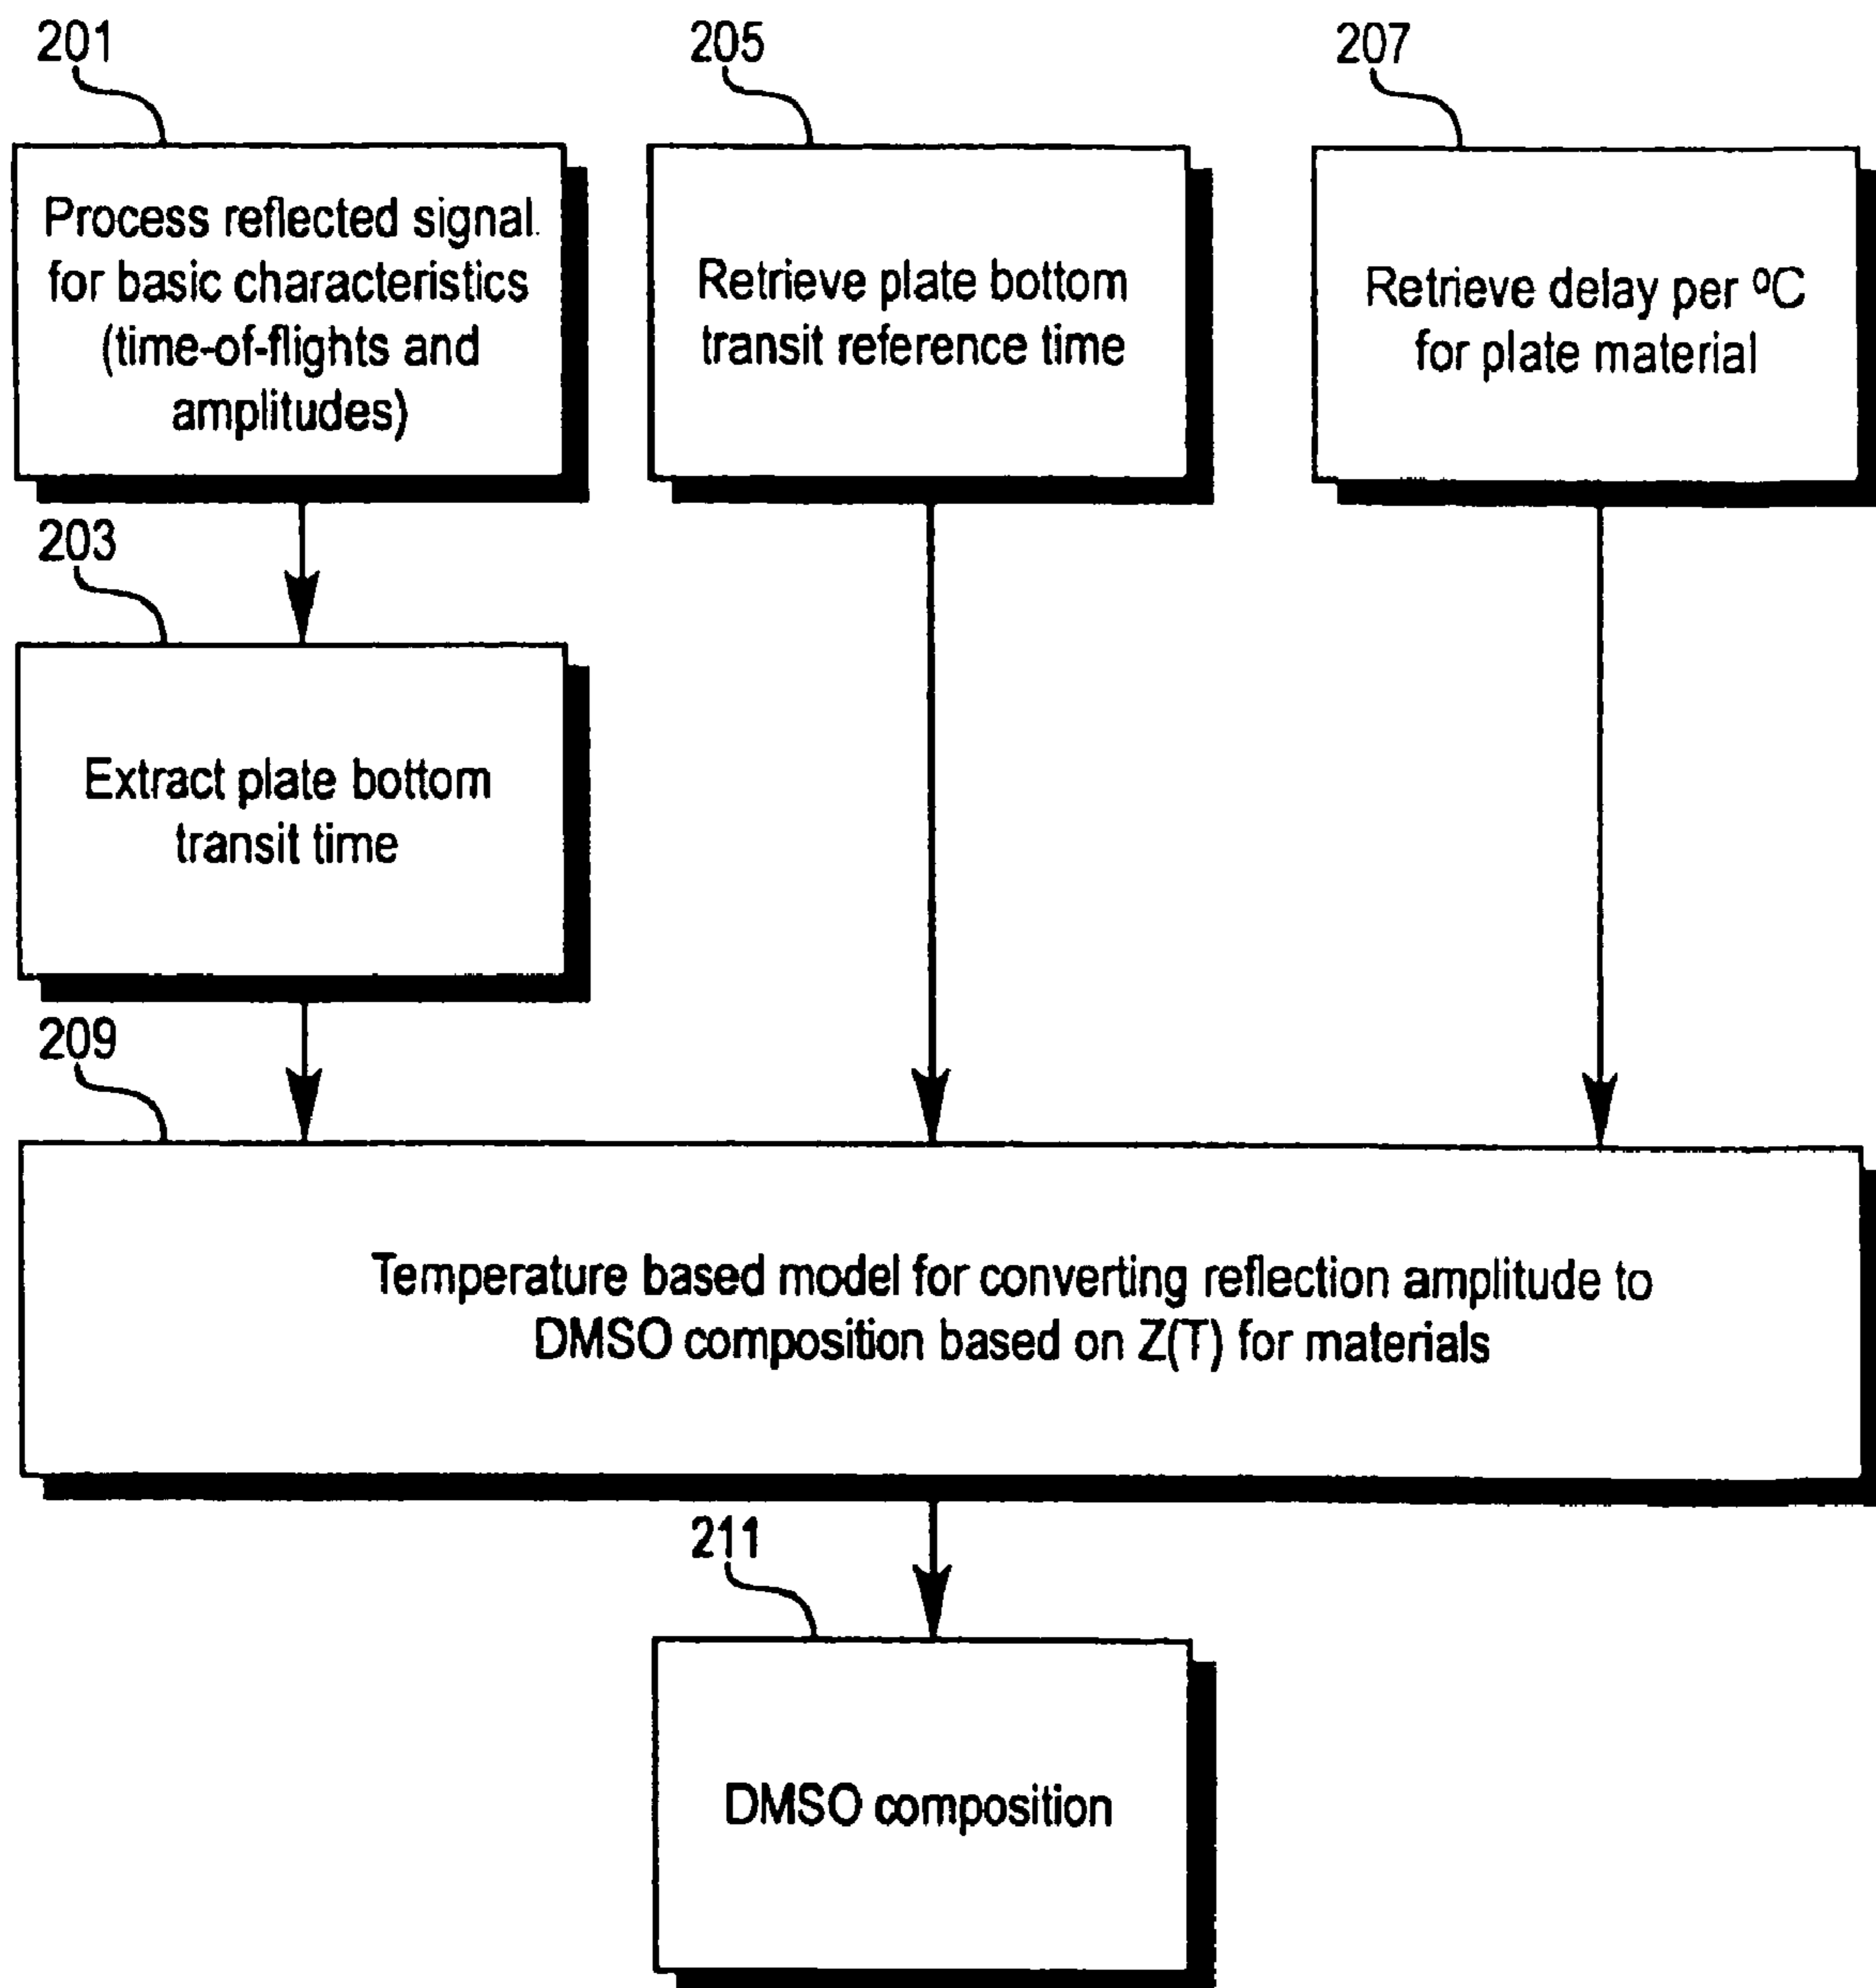 201
Process reflected signal
for basic characteristics
(time-of-flights and
amplitudes)
205
Retrieve plate bottom
transit reference time
207
Retrieve delay per ºC
for plate material
203
Extract plate bottom
transit time
209
Temperature based model for converting reflection amplitude to
DMSO composition based on Z(T) for materials
211
DMSO composition